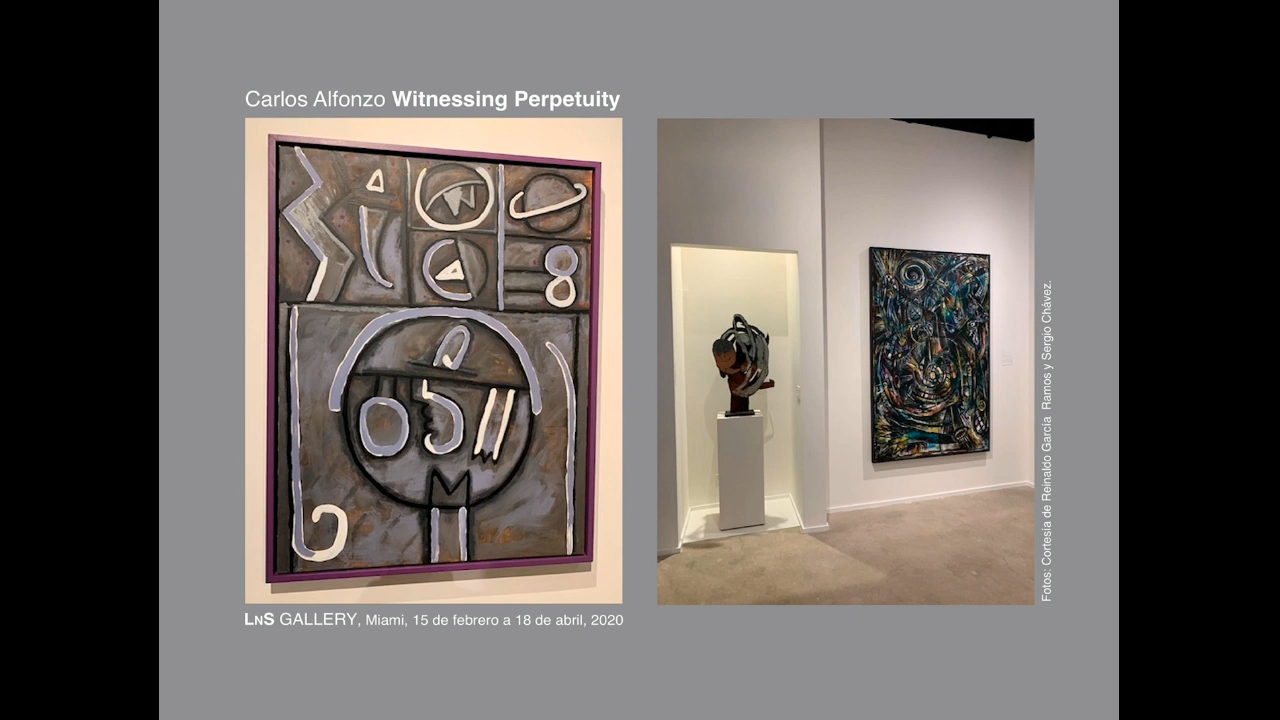 Carlos Alfonzo Witnessing Perpetuity
LNS GALLERY, Miami, 15 de febrero a 18 de abril, 2020
Fotos: Cortesía de Reinaldo García Ramos y Sergio Chávez.